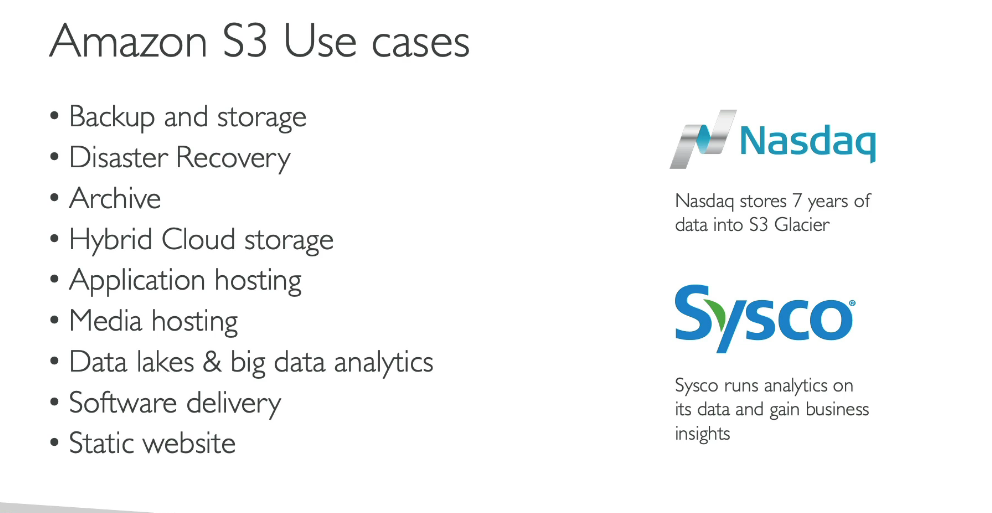 Amazon S3 Use cases
• Backup and storage
• Disaster Recovery
• Archive
• Hybrid Cloud storage
• Application hosting
• Media hosting
• Data lakes & big data analytics
• Software delivery
• Static website
Nasdaq
Nasdaq stores 7 years of
data into S3 Glacier
Sysco®
Sysco runs analytics on
its data and gain business
insights